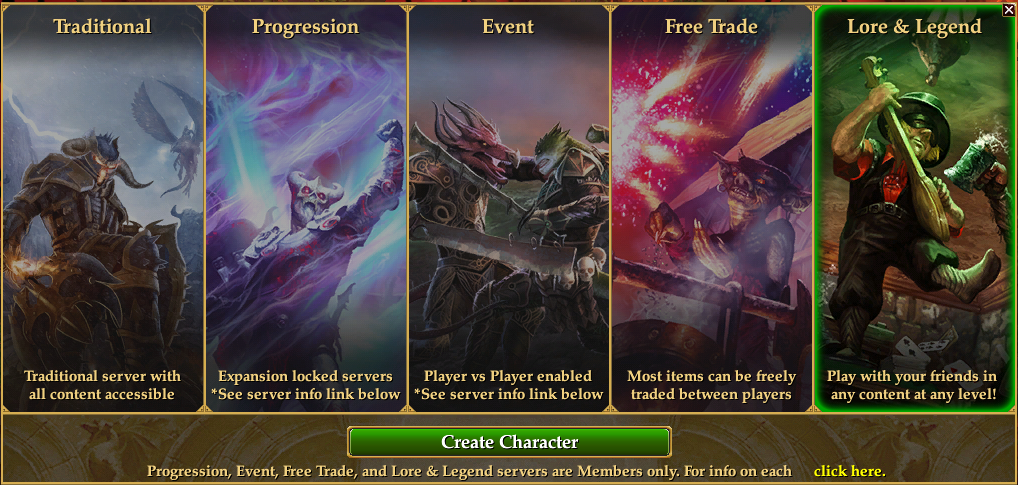 Traditional
Progression
Event
Free Trade
Lore & Legend
Traditional server with
all content accessible
Expansion locked servers
*See server info link below
Player vs Player enabled
*See server info link below
Most items can be freely
traded between players
Play with your friends in
any content at any level!
Create Character
Progression, Event, Free Trade, and Lore & Legend servers are Members only. For info on each click here.